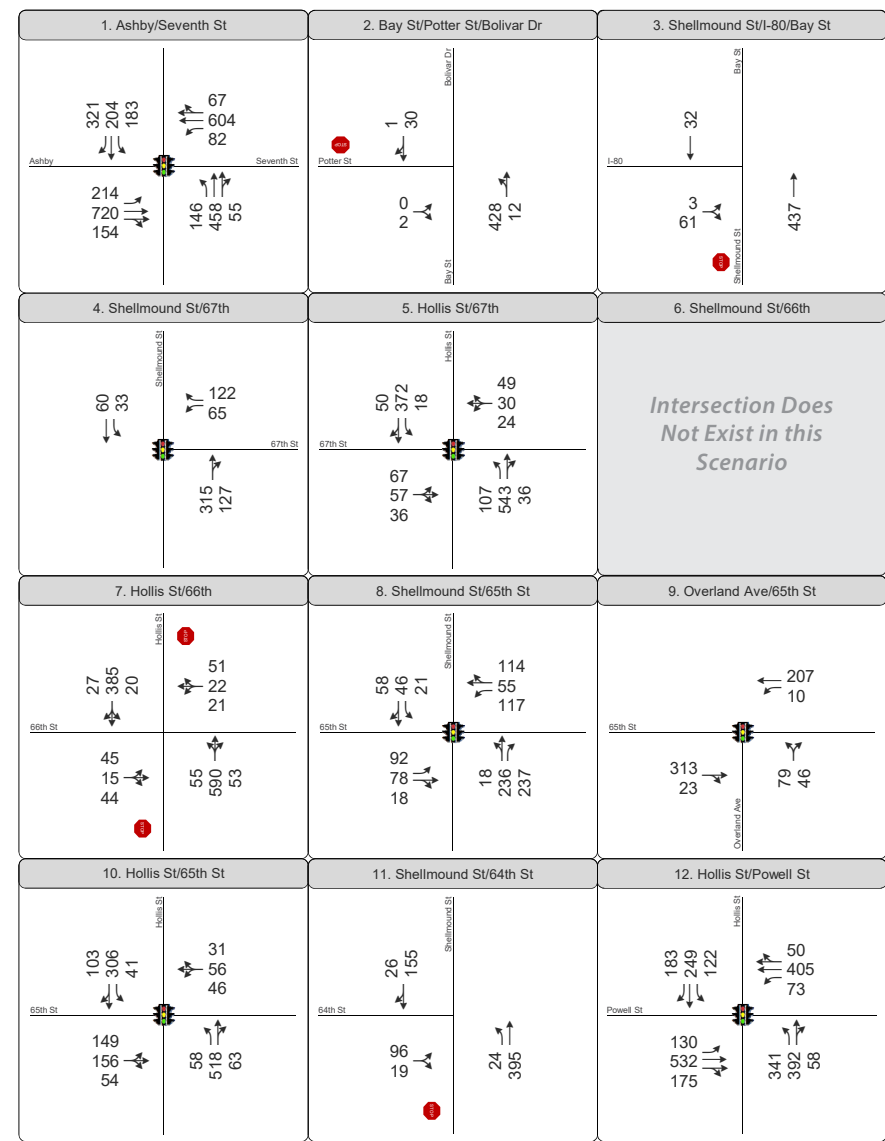 1. Ashby/Seventh St
321 204 183
67
604
82
Ashby
Seventh St
214
720
154
146 458 55
2. Bay St/Potter St/Bolivar Dr
Bolivar Dr
1 30
STOP
Potter St
0
2
428 12
Bay St
3. Shellmound St/I-80/Bay St
Bay St
32
I-80
3
61
437
STOP
Shellmound St
4. Shellmound St/67th
Shellmound St
60 33
122
65
67th St
315 127
5. Hollis St/67th
Hollis St
50 372 18
49
30
24
67th St
67
57
36
107 543 36
6. Shellmound St/66th
Intersection Does
Not Exist in this
Scenario
7. Hollis St/66th
Hollis St
STOP
27 385 20
51
22
21
66th St
45
15
44
55 590 53
STOP
8. Shellmound St/65th St
Shellmound St
58 46 21
114
55
117
65th St
92
78
18
18 236 237
9. Overland Ave/65th St
207
10
65th St
313
23
79 46
Overland Ave
10. Hollis St/65th St
Hollis St
103 306 41
31
56
46
65th St
149
156
54
58 518 63
11. Shellmound St/64th St
Shellmound St
26 155
64th St
96
19
24 395
STOP
12. Hollis St/Powell St
Hollis St
183 249 122
50
405
73
Powell St
130
532
175
341 392 58